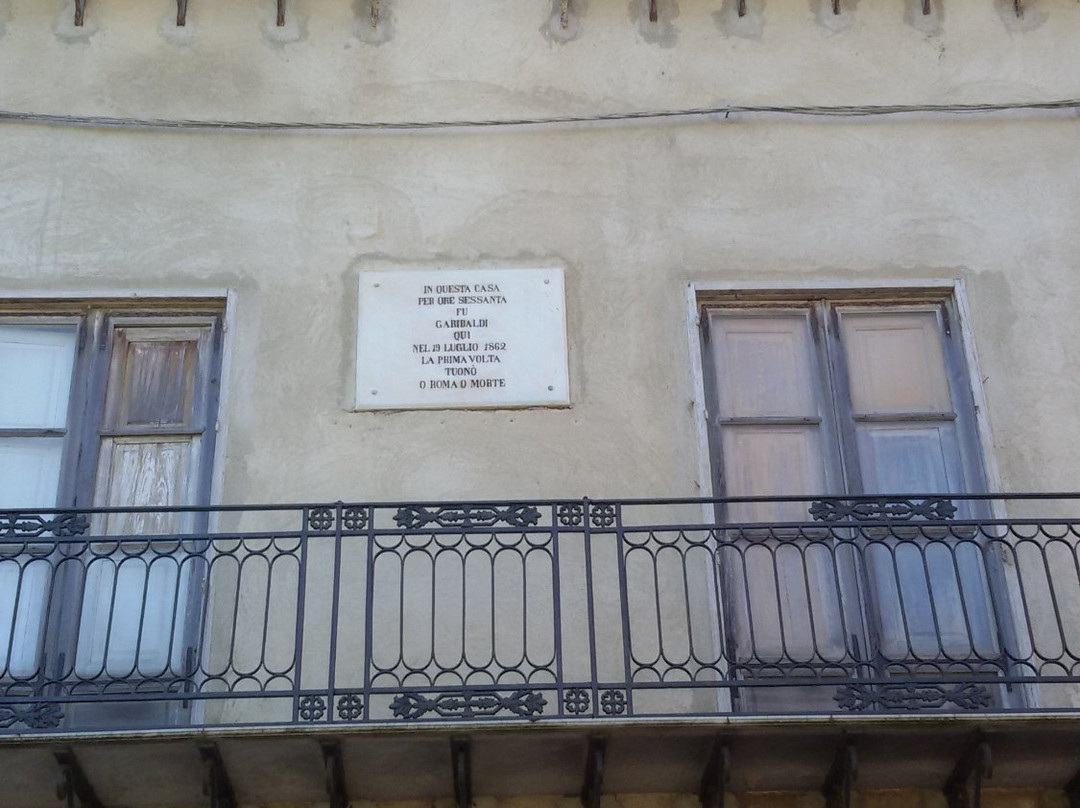 IN QUESTA CASA
PER ORE SESSANTA
FU
GARIBALDI
QUI
NEL 19 LUGLIO 1862
LA PRIMA VOLTA
TUONÒ
O ROMA O MORTE